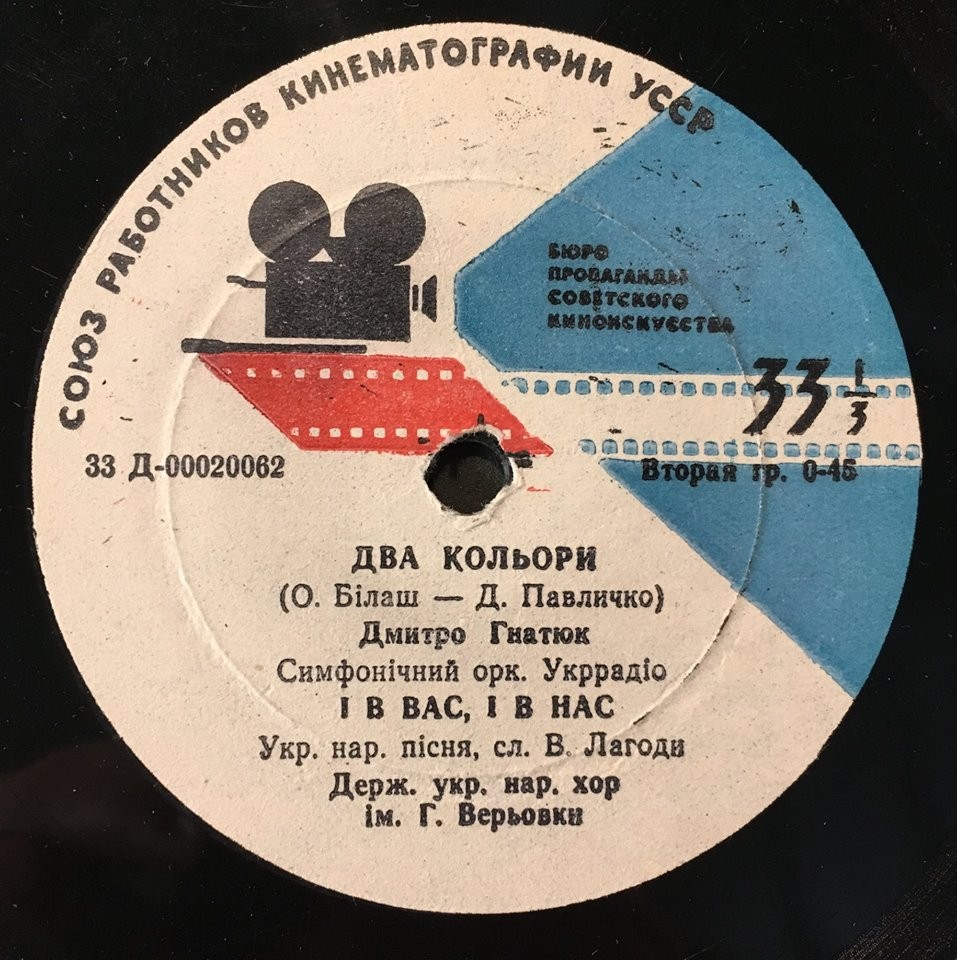 СОЮЗ РАБОТНИКОВ КИНЕМАТОГРАФИИ УССР
БЮРО
ПРОПАГАНДЫ
СОВЕТСКОГО
КИНОИСКУССТВА
33 1/3
33 Д-00020062
Вторая гр. 0-45
ДВА КОЛЬОРИ
(О. Білаш — Д. Павличко)
Дмитро Гнатюк
Симфонічний орк. Укррадіо
І В ВАС, І В НАС
Укр. нар. пісня, сл. В. Лагоди
Держ. укр. нар. хор
ім. Г. Верьовки